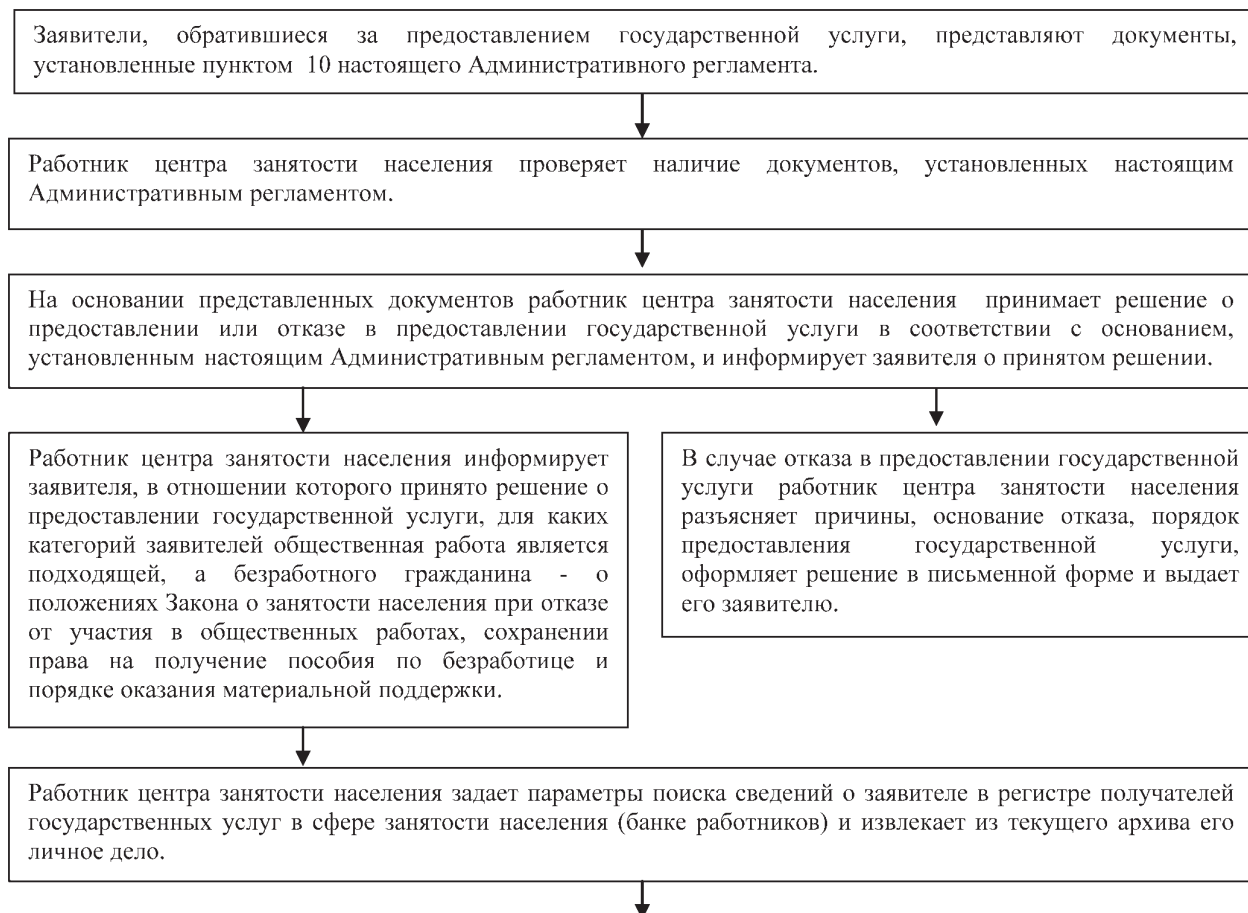 Заявители, обратившиеся за предоставлением государственной услуги, представляют документы,
установленные пунктом 10 настоящего Административного регламента.
Работник центра занятости населения проверяет наличие документов, установленных настоящим
Административным регламентом.
На основании представленных документов работник центра занятости населения принимает решение о
предоставлении или отказе в предоставлении государственной услуги в соответствии с основанием,
установленным настоящим Административным регламентом, и информирует заявителя о принятом решении.
Работник центра занятости населения информирует
заявителя, в отношении которого принято решение о
предоставлении государственной услуги, для каких
категорий заявителей общественная работа является
подходящей, а безработного гражданина - о
положениях Закона о занятости населения при отказе
от участия в общественных работах, сохранении
права на получение пособия по безработице и
порядке оказания материальной поддержки.
В случае отказа в предоставлении государственной
услуги работник центра занятости населения
разъясняет причины, основание отказа, порядок
предоставления государственной услуги,
оформляет решение в письменной форме и выдает
его заявителю.
Работник центра занятости населения задает параметры поиска сведений о заявителе в регистре получателей
государственных услуг в сфере занятости населения (банке работников) и извлекает из текущего архива его
личное дело.